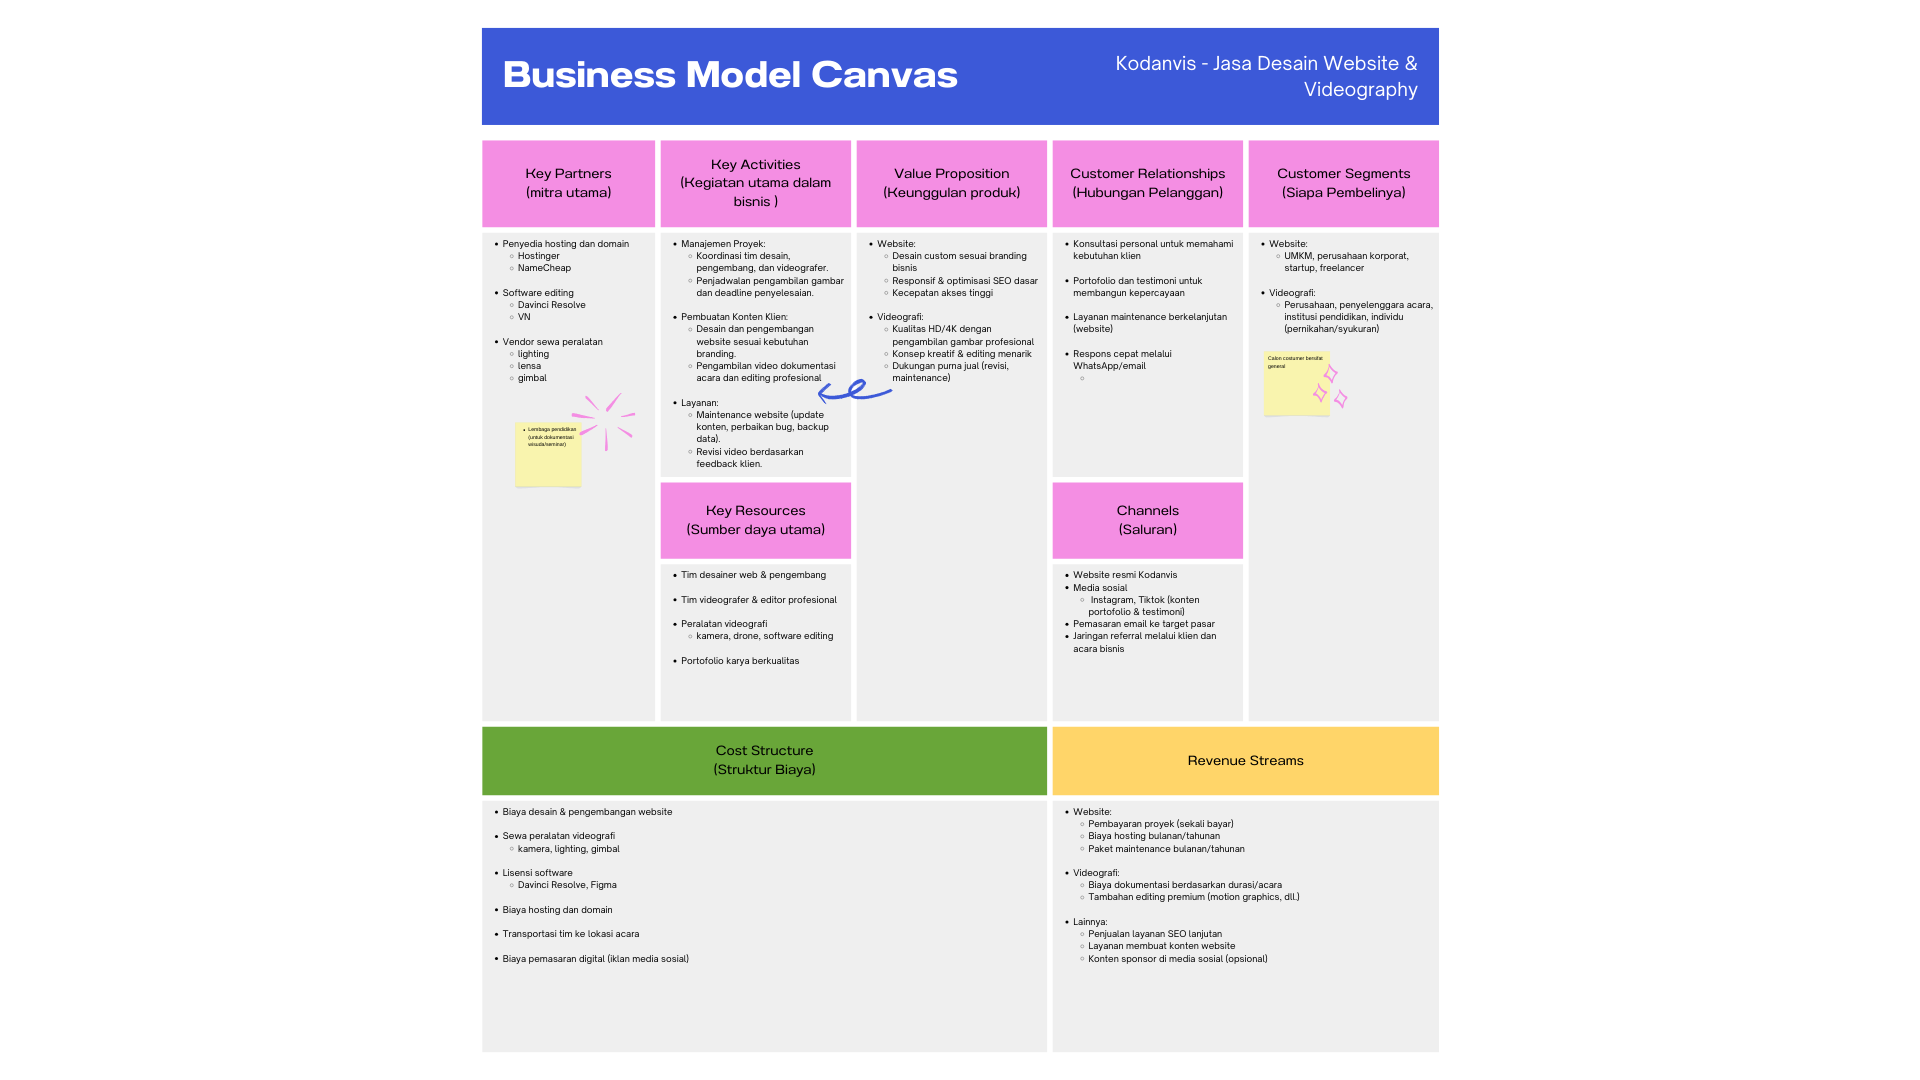 Business Model Canvas
Kodanvis - Jasa Desain Website &
Videography
Key Partners
(mitra utama)
• Penyedia hosting dan domain
○ Hostinger
○ NameCheap
• Software editing
○ Davinci Resolve
○ VN
• Vendor sewa peralatan
○ lighting
○ lensa
○ gimbal
• Lembaga pendidikan
(untuk dokumentasi
wisuda/seminar)
Key Activities
(Kegiatan utama dalam
bisnis )
• Manajemen Proyek:
○ Koordinasi tim desain,
pengembang, dan videografer.
○ Penjadwalan pengambilan gambar
dan deadline penyelesaian.
• Pembuatan Konten Klien:
○ Desain dan pengembangan
website sesuai kebutuhan
branding.
○ Pengambilan video dokumentasi
acara dan editing profesional
• Layanan:
○ Maintenance website (update
konten, perbaikan bug, backup
data).
○ Revisi video berdasarkan
feedback klien.
Key Resources
(Sumber daya utama)
• Tim desainer web & pengembang
• Tim videografer & editor profesional
• Peralatan videografi
○ kamera, drone, software editing
• Portofolio karya berkualitas
Value Proposition
(Keunggulan produk)
• Website:
○ Desain custom sesuai branding
bisnis
○ Responsif & optimisasi SEO dasar
○ Kecepatan akses tinggi
• Videografi:
○ Kualitas HD/4K dengan
pengambilan gambar profesional
○ Konsep kreatif & editing menarik
○ Dukungan purna jual (revisi,
maintenance)
Customer Relationships
(Hubungan Pelanggan)
• Konsultasi personal untuk memahami
kebutuhan klien
• Portofolio dan testimoni untuk
membangun kepercayaan
• Layanan maintenance berkelanjutan
(website)
• Respons cepat melalui
WhatsApp/email
○
Channels
(Saluran)
• Website resmi Kodanvis
• Media sosial
○ Instagram, Tiktok (konten
portofolio & testimoni)
• Pemasaran email ke target pasar
• Jaringan referral melalui klien dan
acara bisnis
Customer Segments
(Siapa Pembelinya)
• Website:
○ UMKM, perusahaan korporat,
startup, freelancer
• Videografi:
○ Perusahaan, penyelenggara acara,
institusi pendidikan, individu
(pernikahan/syukuran)
Calon costumer bersifat
general
Cost Structure
(Struktur Biaya)
• Biaya desain & pengembangan website
• Sewa peralatan videografi
○ kamera, lighting, gimbal
• Lisensi software
○ Davinci Resolve, Figma
• Biaya hosting dan domain
• Transportasi tim ke lokasi acara
• Biaya pemasaran digital (iklan media sosial)
Revenue Streams
• Website:
○ Pembayaran proyek (sekali bayar)
○ Biaya hosting bulanan/tahunan
○ Paket maintenance bulanan/tahunan
• Videografi:
○ Biaya dokumentasi berdasarkan durasi/acara
○ Tambahan editing premium (motion graphics, dll.)
• Lainnya:
○ Penjualan layanan SEO lanjutan
○ Layanan membuat konten website
○ Konten sponsor di media sosial (opsional)